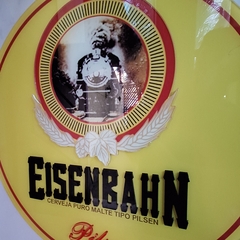 EISENBAHN
CERVEJA PURO MALTE TIPO PILSEN